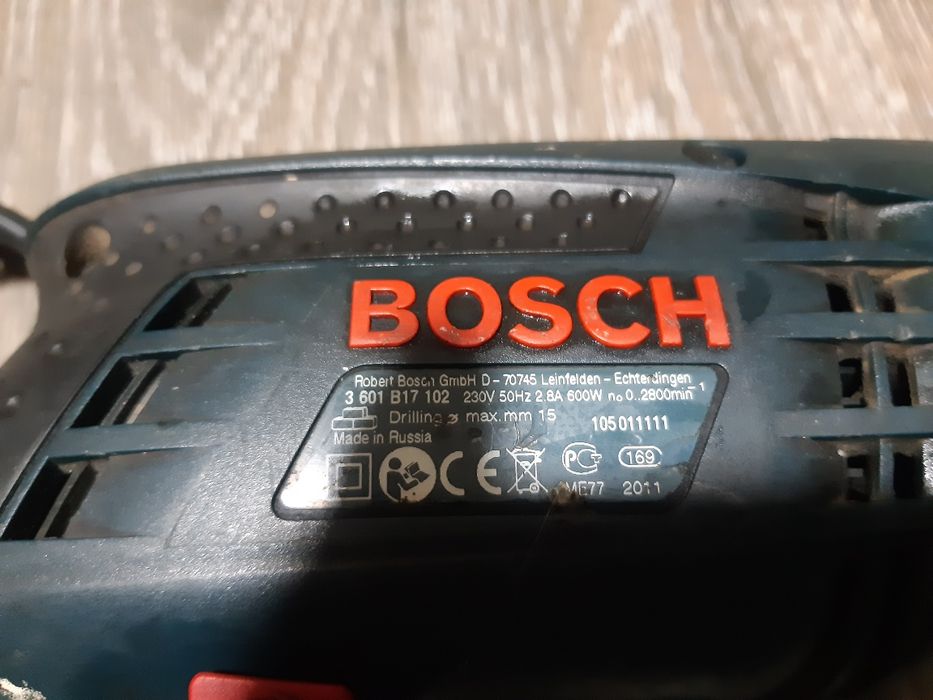 BOSCH
Robert Bosch GmbH D-70745 Leinfelden-Echterdingen
3 601 B17 102 230V 50Hz 2.8A 600W n₀ 0..2800min⁻¹
Drilling ø max.mm 15 105011111
Made in Russia
CE PC 169
ME77 2011